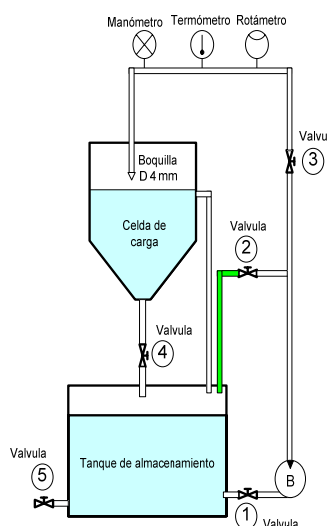 Manómetro Termómetro Rotámetro
Valvu
3
Boquilla
D 4 mm
Celda de
carga
Valvula
2
Valvula
4
Valvula
5
Tanque de almacenamiento
B
1
Valvula